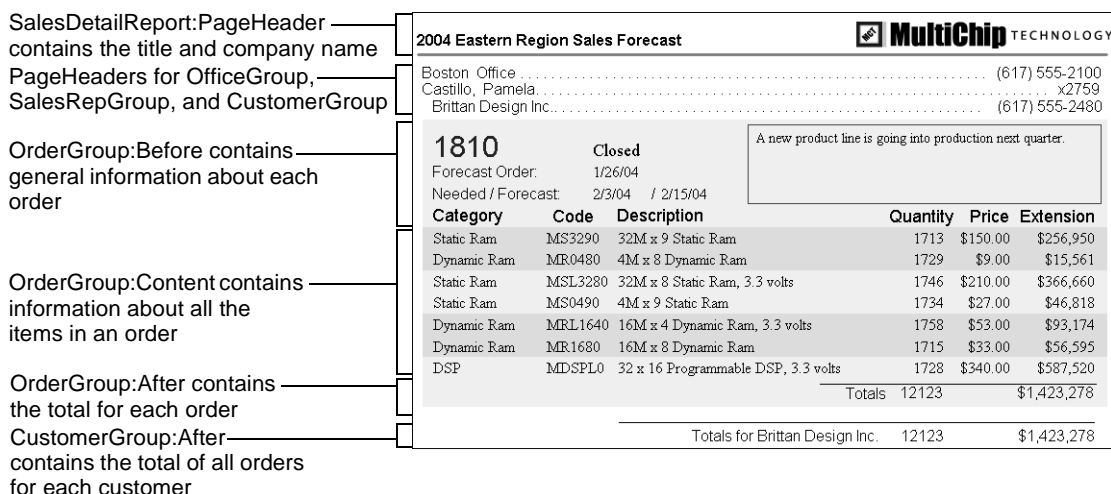 SalesDetailReport:PageHeader
contains the title and company name
PageHeaders for OfficeGroup,
SalesRepGroup, and CustomerGroup
OrderGroup:Before contains
general information about each
order
OrderGroup:Content contains
information about all the
items in an order
OrderGroup:After contains
the total for each order
CustomerGroup:After
contains the total of all orders
for each customer
2004 Eastern Region Sales Forecast
MultiChip TECHNOLOGY
Boston Office (617) 555-2100
Castillo, Pamela x2759
Brittan Design Inc. (617) 555-2480
1810 Closed
A new product line is going into production next quarter.
Forecast Order: 1/26/04
Needed / Forecast: 2/3/04 / 2/15/04
Category Code Description Quantity Price Extension
Static Ram MS3290 32M x 9 Static Ram 1713 $150.00 $256,950
Dynamic Ram MR0480 4M x 8 Dynamic Ram 1729 $9.00 $15,561
Static Ram MSL3280 32M x 8 Static Ram, 3.3 volts 1746 $210.00 $366,660
Static Ram MS0490 4M x 9 Static Ram 1734 $27.00 $46,818
Dynamic Ram MRL1640 16M x 4 Dynamic Ram, 3.3 volts 1758 $53.00 $93,174
Dynamic Ram MR1680 16M x 8 Dynamic Ram 1715 $33.00 $56,595
DSP MDSPL0 32 x 16 Programmable DSP, 3.3 volts 1728 $340.00 $587,520
Totals 12123 $1,423,278
Totals for Brittan Design Inc. 12123 $1,423,278